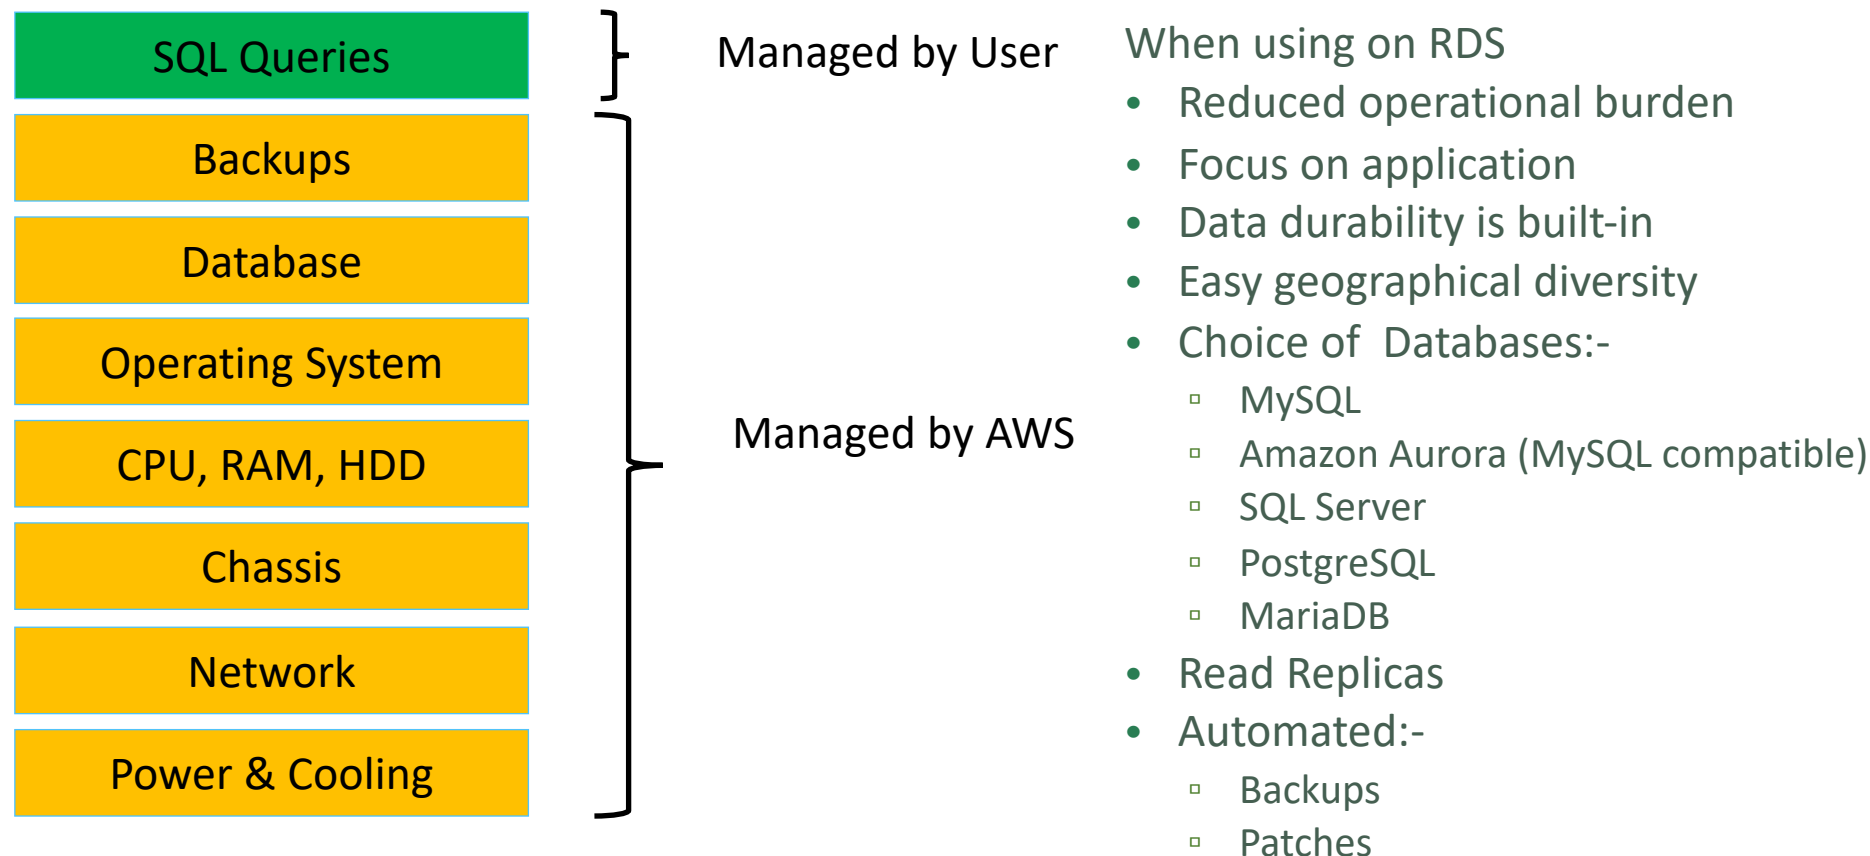 SQL Queries
Backups
Database
Operating System
CPU, RAM, HDD
Chassis
Network
Power & Cooling
Managed by User
Managed by AWS
When using on RDS
• Reduced operational burden
• Focus on application
• Data durability is built-in
• Easy geographical diversity
• Choice of  Databases:-
▫ MySQL
▫ Amazon Aurora (MySQL compatible)
▫ SQL Server
▫ PostgreSQL
▫ MariaDB
• Read Replicas
• Automated:-
▫ Backups
▫ Patches